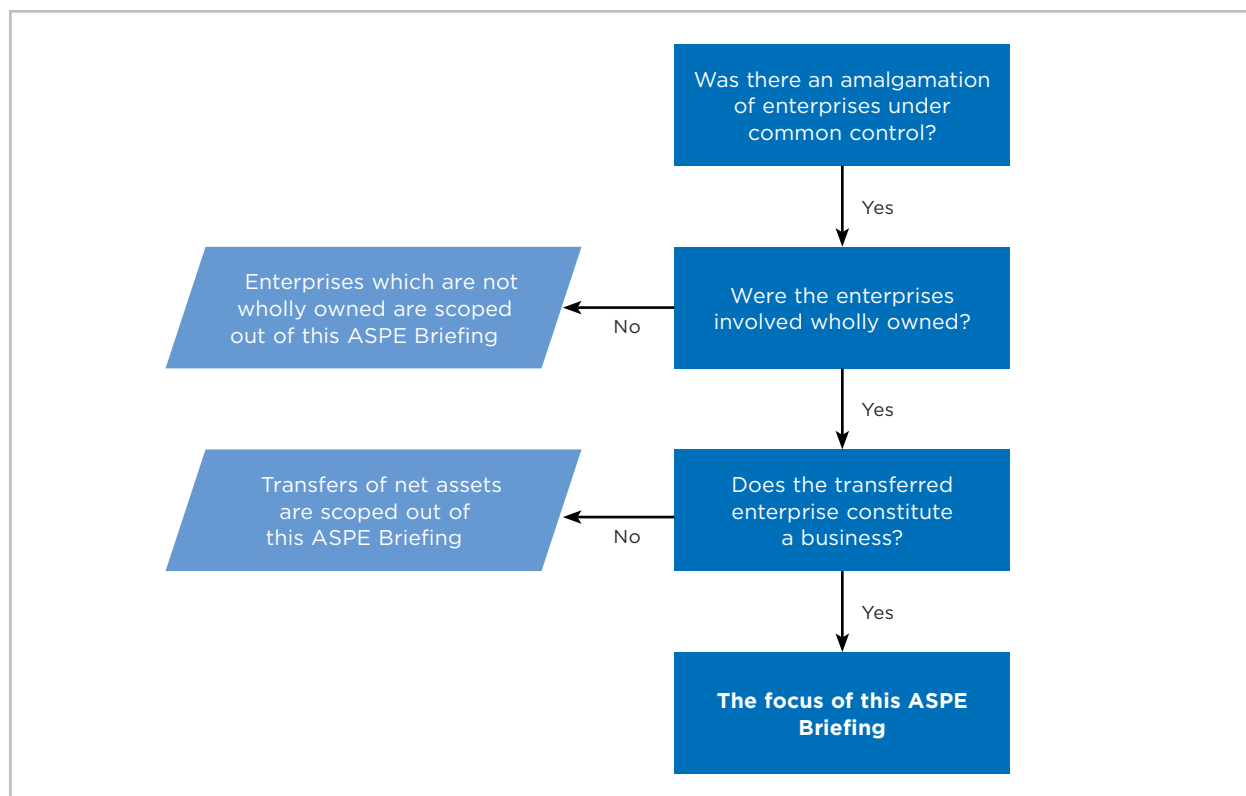 Was there an amalgamation
of enterprises under
common control?
Yes
Enterprises which are not
wholly owned are scoped
out of this ASPE Briefing
No
Were the enterprises
involved wholly owned?
Yes
Transfers of net assets
are scoped out of
this ASPE Briefing
No
Does the transferred
enterprise constitute
a business?
Yes
The focus of this ASPE
Briefing